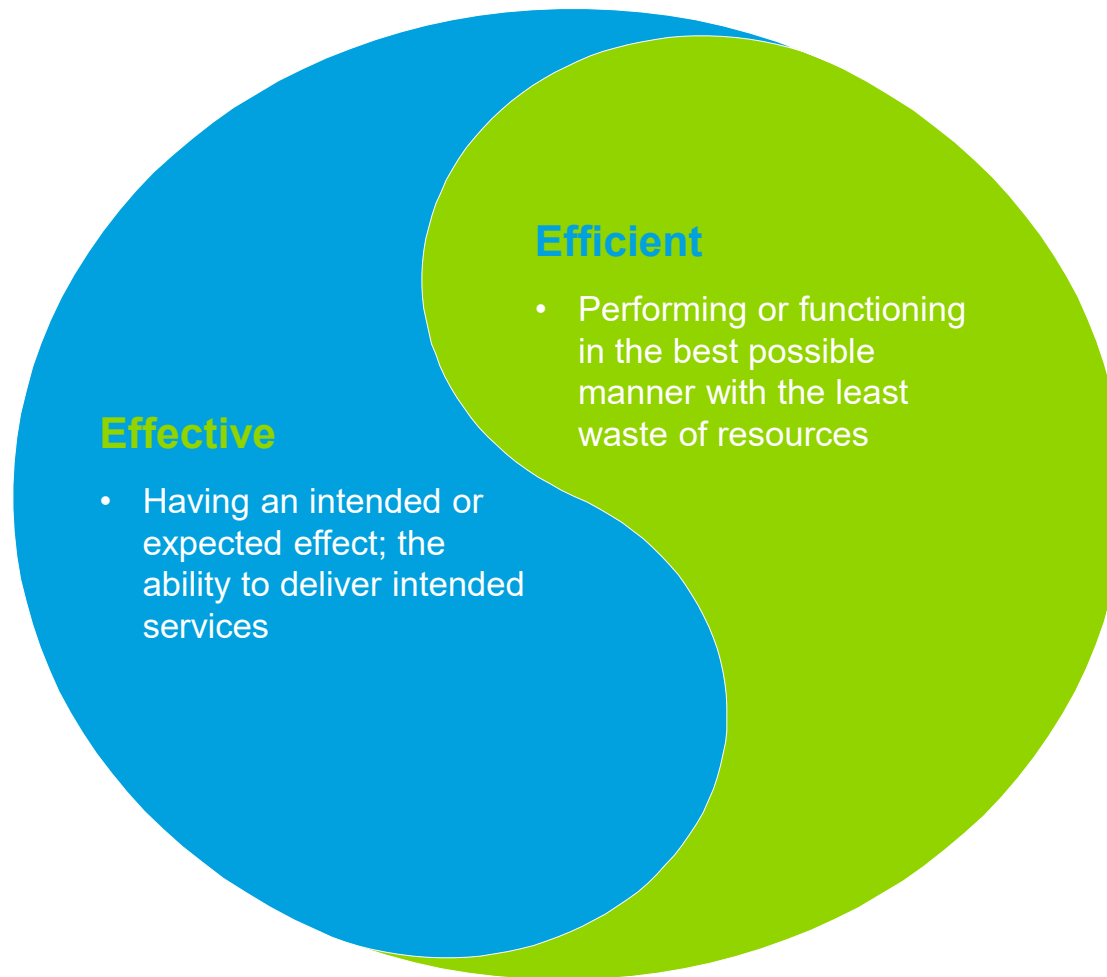 Efficient
• Performing or functioning
in the best possible
manner with the least
waste of resources
Effective
• Having an intended or
expected effect; the
ability to deliver intended
services